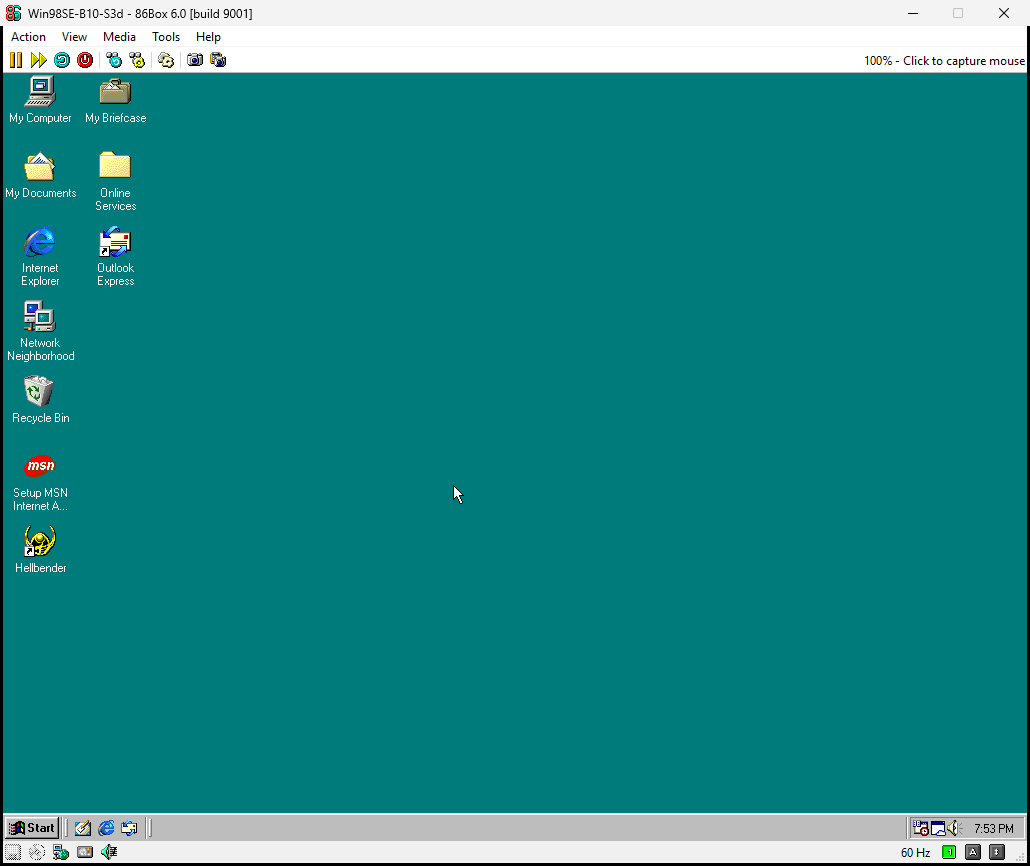 Win98SE-B10-S3d - 86Box 6.0 [build 9001]
Action View Media Tools Help
100% - Click to capture mouse
My Computer
My Briefcase
My Documents
Online
Services
Internet
Explorer
Outlook
Express
Network
Neighborhood
Recycle Bin
msn
Setup MSN
Internet A...
Hellbender
Start
7:53 PM
60 Hz
1
A